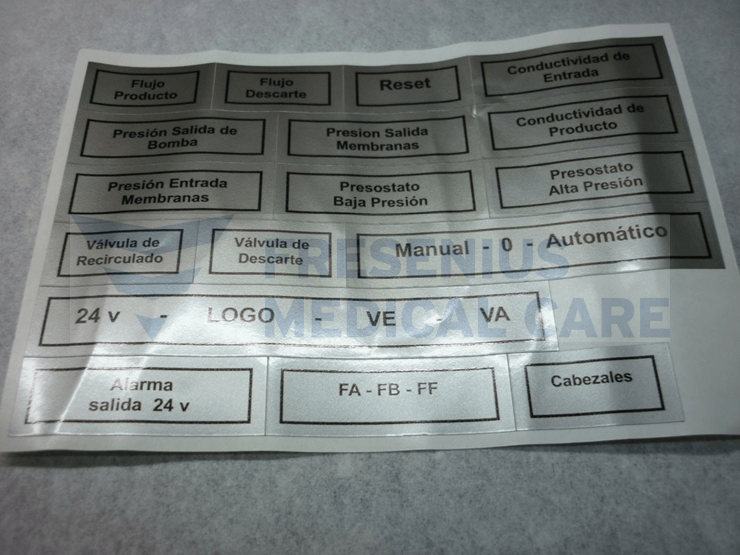 Flujo
Producto
Flujo
Descarte
Reset
Conductividad de
Entrada
Presión Salida de
Bomba
Presion Salida
Membranas
Conductividad de
Producto
Presión Entrada
Membranas
Presostato
Baja Presión
Presostato
Alta Presión
Válvula de
Recirculado
Válvula de
Descarte
Manual - 0 - Automático
24 v - LOGO - VE - VA
Alarma
salida 24 v
FA - FB - FF
Cabezales
FRESENIUS
MEDICAL CARE